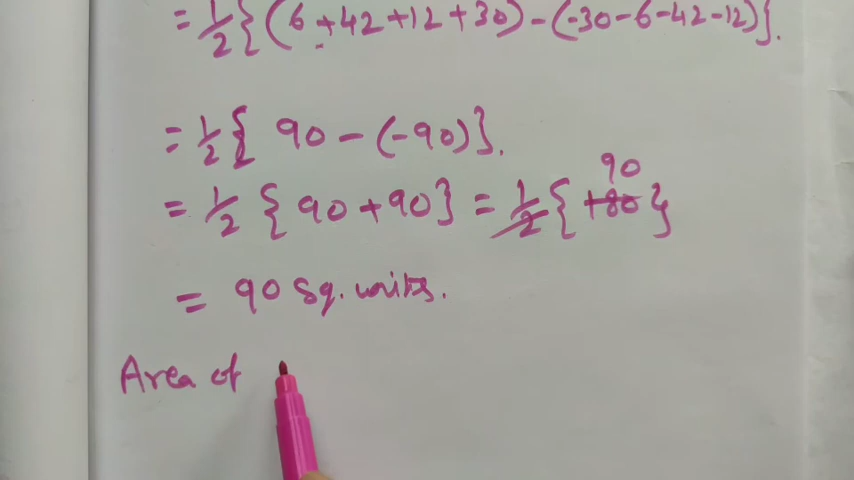 = 1/2 {(6 + 42 + 12 + 30) - (-30 - 6 - 42 - 12)}.
= 1/2 { 90 - (-90)}.
= 1/2 { 90 + 90} = 1/2 { 180 } 90
= 90 Sq. units.
Area of